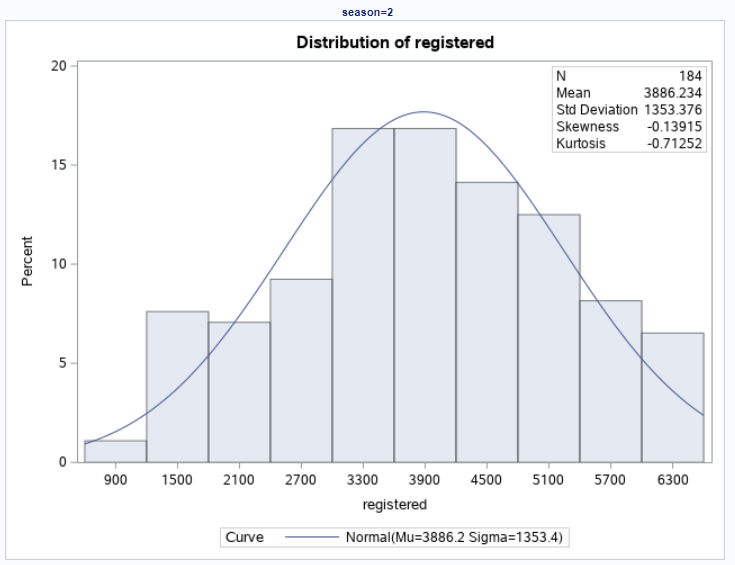 season=2
Distribution of registered
N 184
Mean 3886.234
Std Deviation 1353.376
Skewness -0.13915
Kurtosis -0.71252
20
15
10
5
0
Percent
900 1500 2100 2700 3300 3900 4500 5100 5700 6300
registered
Curve Normal(Mu=3886.2 Sigma=1353.4)